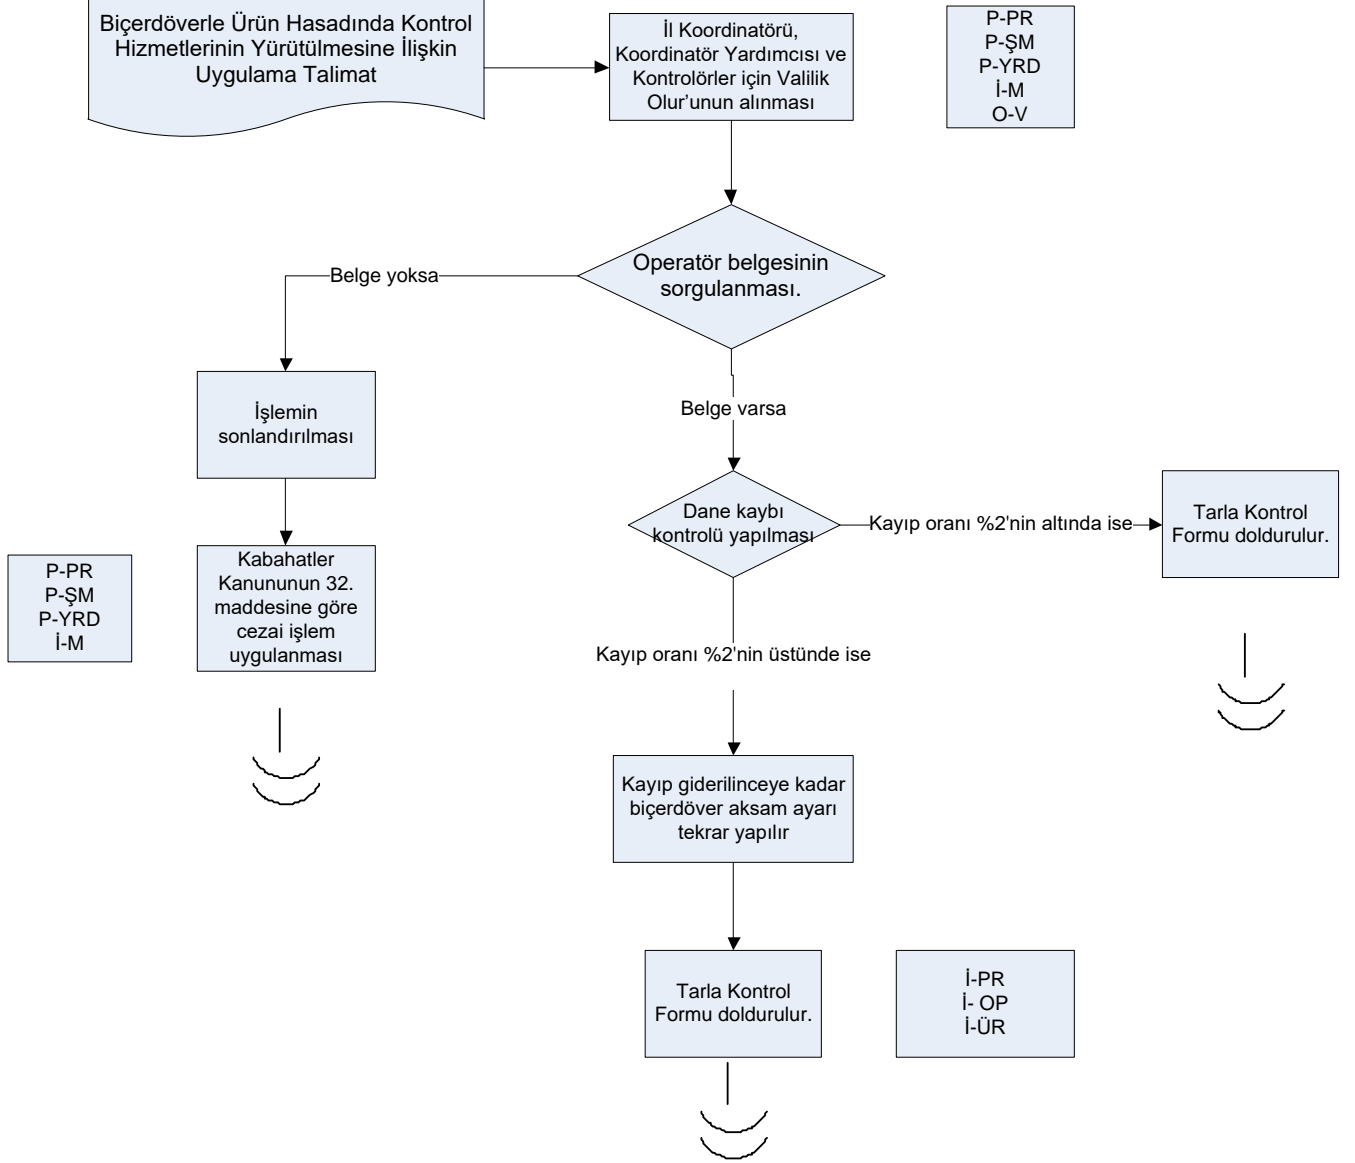 Biçerdöverle Ürün Hasadında Kontrol
Hizmetlerinin Yürütülmesine İlişkin
Uygulama Talimat
İl Koordinatörü,
Koordinatör Yardımcısı ve
Kontrolörler için Valilik
Olur’unun alınması
P-PR
P-ŞM
P-YRD
İ-M
O-V
Operatör belgesinin
sorgulanması.
Belge yoksa
Belge varsa
İşlemin
sonlandırılması
Dane kaybı
kontrolü yapılması
Kayıp oranı %2'nin altında ise
Tarla Kontrol
Formu doldurulur.
P-PR
P-ŞM
P-YRD
İ-M
Kabahatler
Kanununun 32.
maddesine göre
cezai işlem
uygulanması
Kayıp oranı %2'nin üstünde ise
Kayıp giderilinceye kadar
biçerdöver aksam ayarı
tekrar yapılır
Tarla Kontrol
Formu doldurulur.
İ-PR
İ- OP
İ-ÜR